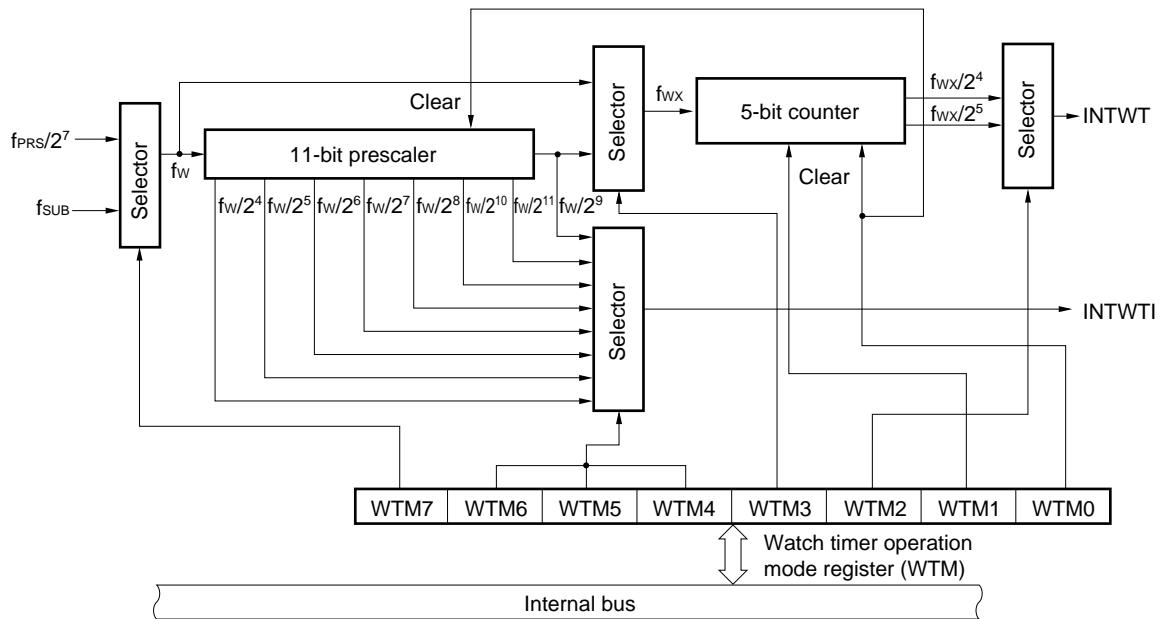 Clear
fPRS/2⁷
fSUB
Selector
fW
11-bit prescaler
Selector
fWX
5-bit counter
fWX/2⁴
fWX/2⁵
Selector
INTWT
Clear
fW/2⁴ fW/2⁵ fW/2⁶ fW/2⁷ fW/2⁸ fW/2¹⁰ fW/2¹¹ fW/2⁹
Selector
INTWTI
WTM7 WTM6 WTM5 WTM4 WTM3 WTM2 WTM1 WTM0
Watch timer operation
mode register (WTM)
Internal bus